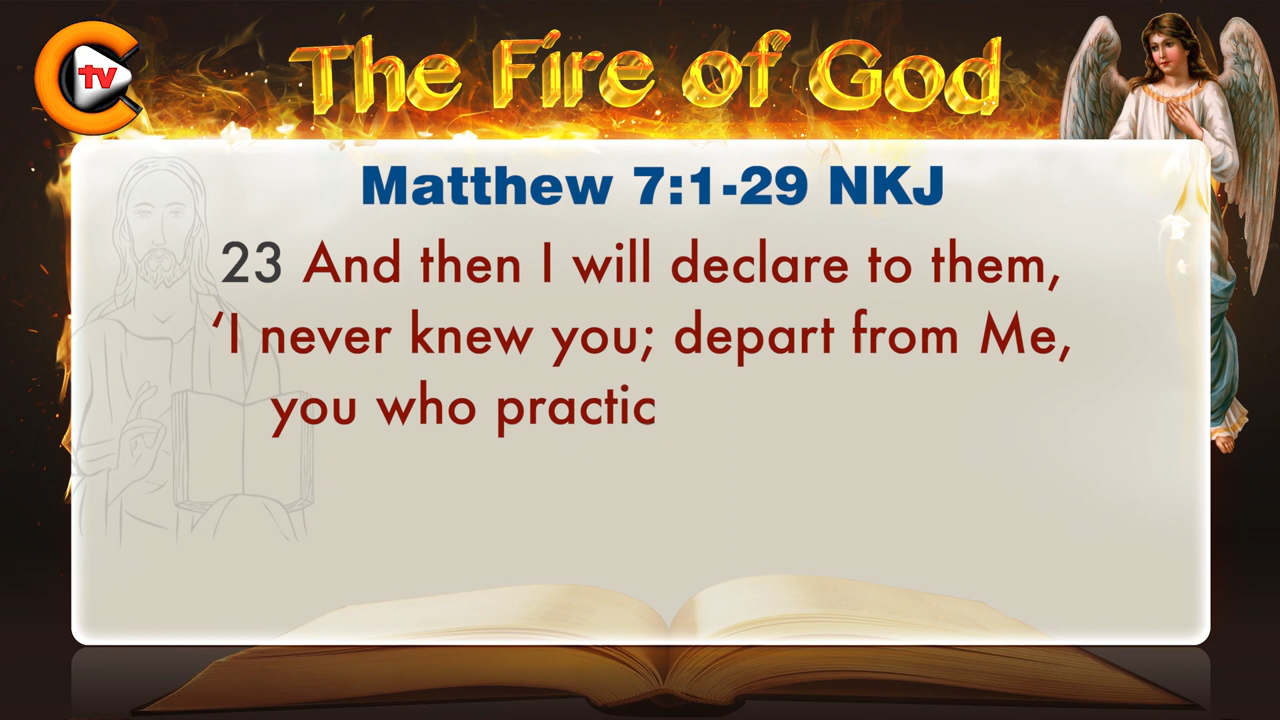 tv
The Fire of God
Matthew 7:1-29 NKJ
23 And then I will declare to them,
‘I never knew you; depart from Me,
you who practic